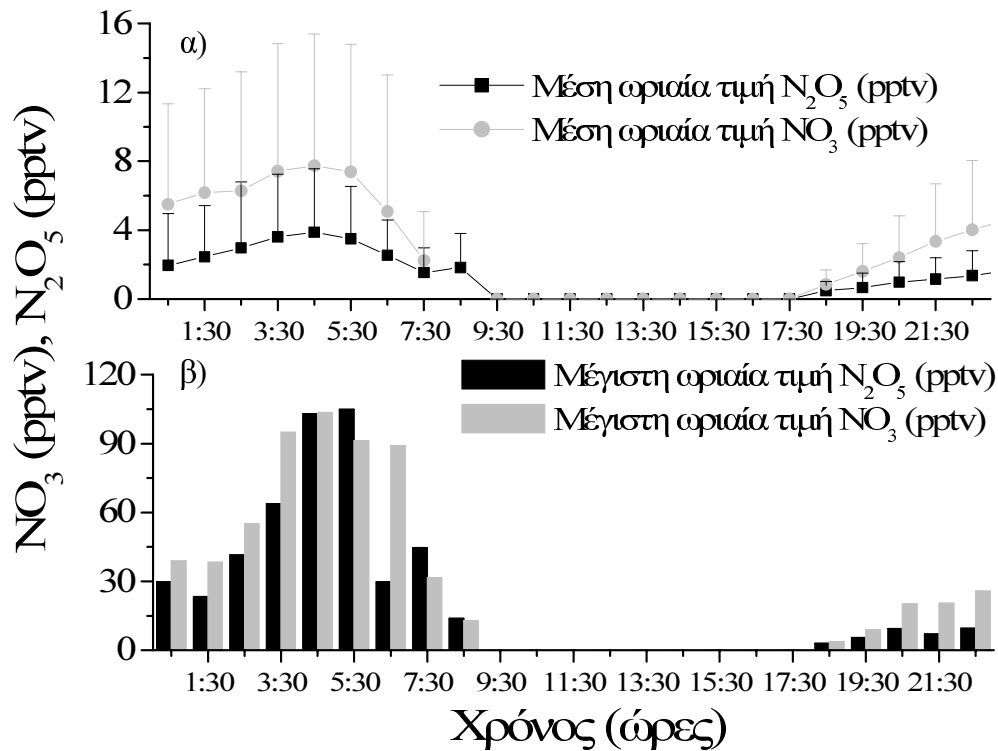 NO3 (pptv), N2O5 (pptv)
16
12
8
4
0
α)
Μέση ωριαία τιμή N2O5 (pptv)
Μέση ωριαία τιμή NO3 (pptv)
1:30 3:30 5:30 7:30 9:30 11:30 13:30 15:30 17:30 19:30 21:30
120
90
60
30
0
β)
Μέγιστη ωριαία τιμή N2O5 (pptv)
Μέγιστη ωριαία τιμή NO3 (pptv)
1:30 3:30 5:30 7:30 9:30 11:30 13:30 15:30 17:30 19:30 21:30
Χρόνος (ώρες)